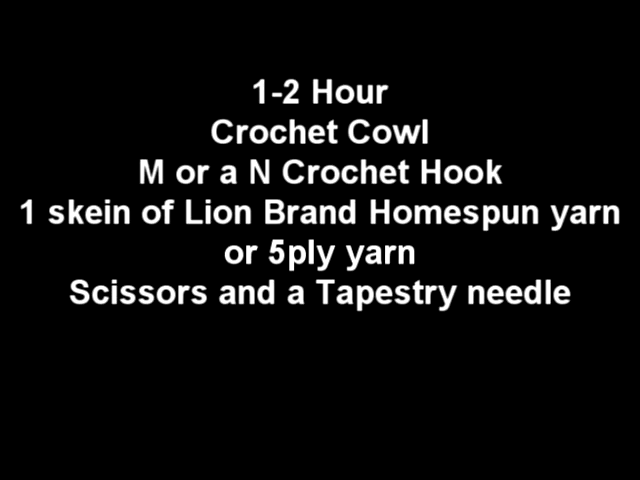 1-2 Hour
Crochet Cowl
M or a N Crochet Hook
1 skein of Lion Brand Homespun yarn
or 5ply yarn
Scissors and a Tapestry needle